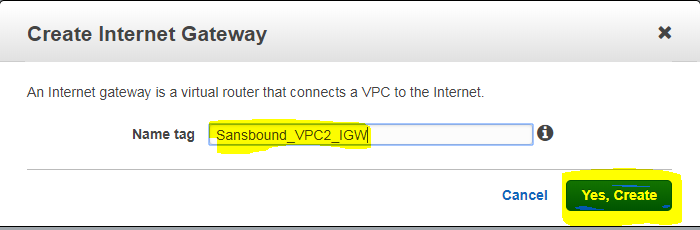 Create Internet Gateway
An Internet gateway is a virtual router that connects a VPC to the Internet.
Name tag Sansbound_VPC2_IGW
Cancel Yes, Create